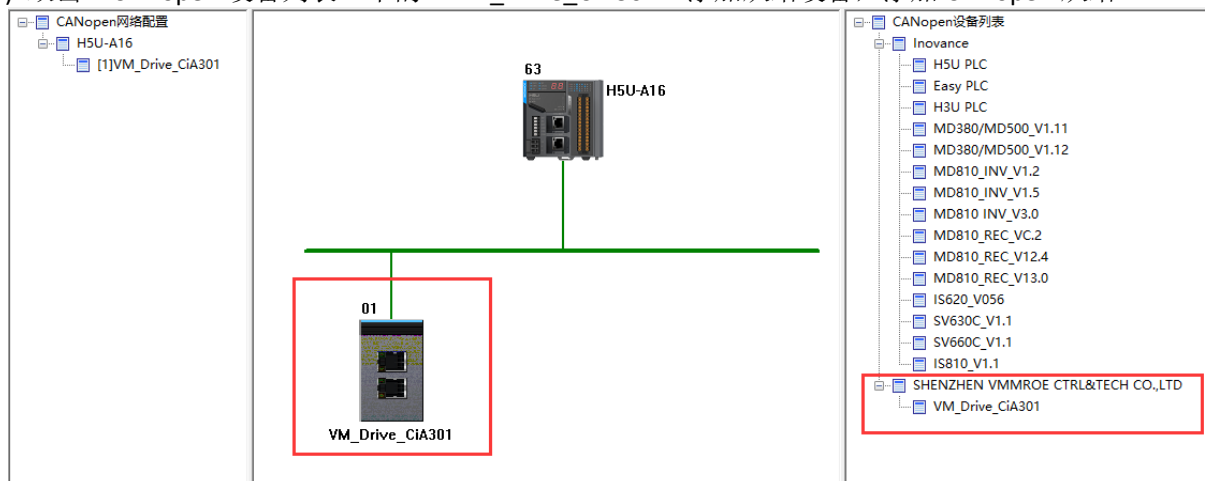 CANopen网络配置
H5U-A16
[1]VM_Drive_CiA301
63
H5U-A16
01
VM_Drive_CiA301
CANopen设备列表
Inovance
H5U PLC
Easy PLC
H3U PLC
MD380/MD500_V1.11
MD380/MD500_V1.12
MD810_INV_V1.2
MD810_INV_V1.5
MD810 INV_V3.0
MD810_REC_VC.2
MD810_REC_V12.4
MD810_REC_V13.0
IS620_V056
SV630C_V1.1
SV660C_V1.1
IS810_V1.1
SHENZHEN VMMROE CTRL&TECH CO.,LTD
VM_Drive_CiA301